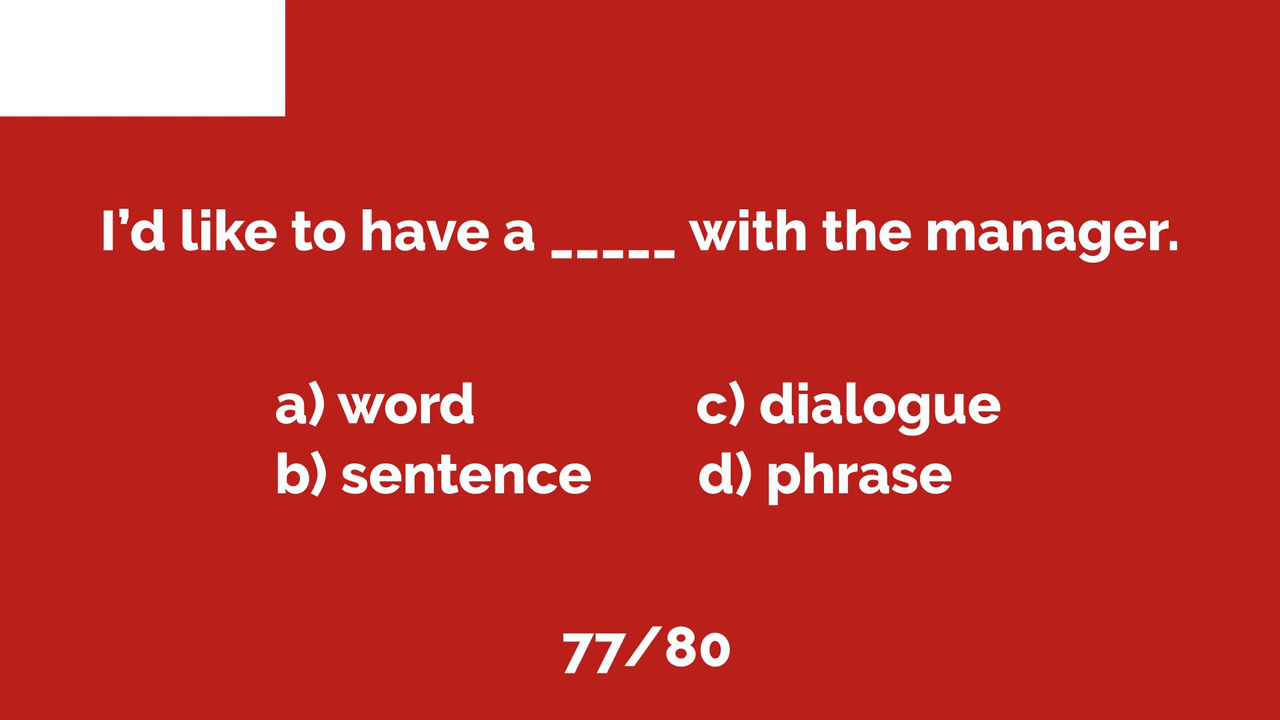 I’d like to have a _____ with the manager.
a) word
b) sentence
c) dialogue
d) phrase
77/80